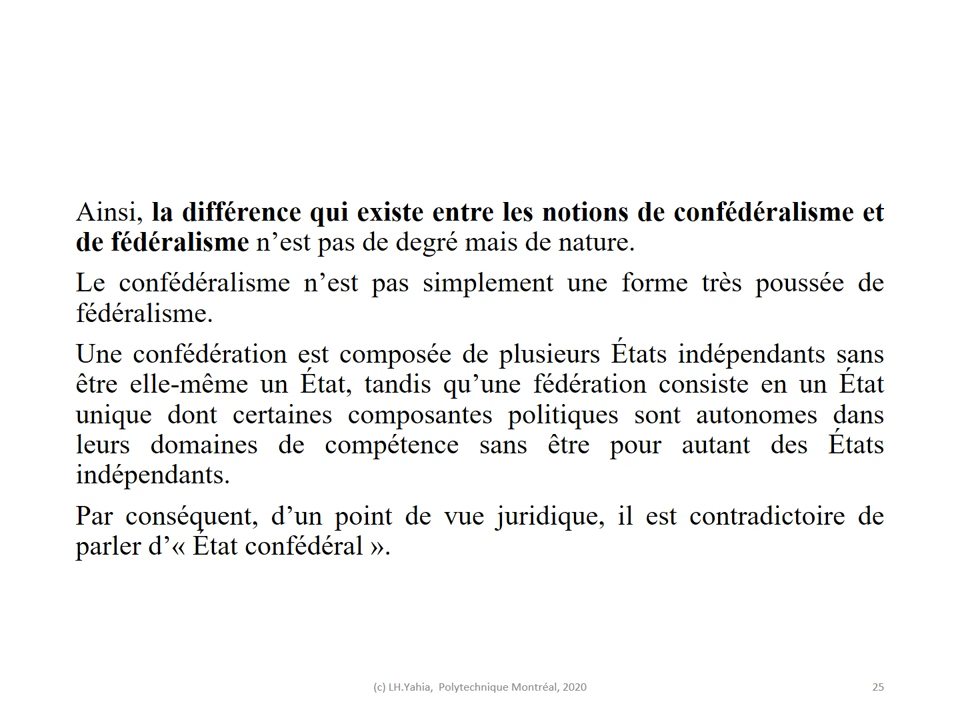 Ainsi, la différence qui existe entre les notions de confédéralisme et
de fédéralisme n’est pas de degré mais de nature.
Le confédéralisme n’est pas simplement une forme très poussée de
fédéralisme.
Une confédération est composée de plusieurs États indépendants sans
être elle-même un État, tandis qu’une fédération consiste en un État
unique dont certaines composantes politiques sont autonomes dans
leurs domaines de compétence sans être pour autant des États
indépendants.
Par conséquent, d’un point de vue juridique, il est contradictoire de
parler d’« État confédéral ».
(c) LH.Yahia, Polytechnique Montréal, 2020
25